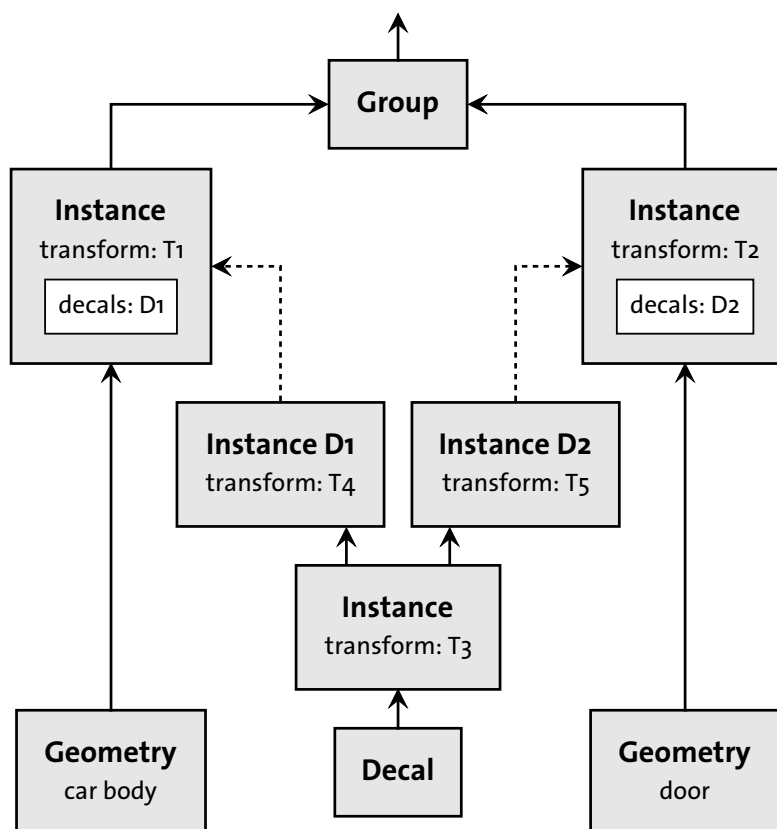 Group
Instance
transform: T1
decals: D1
Instance
transform: T2
decals: D2
Instance D1
transform: T4
Instance D2
transform: T5
Instance
transform: T3
Geometry
car body
Decal
Geometry
door